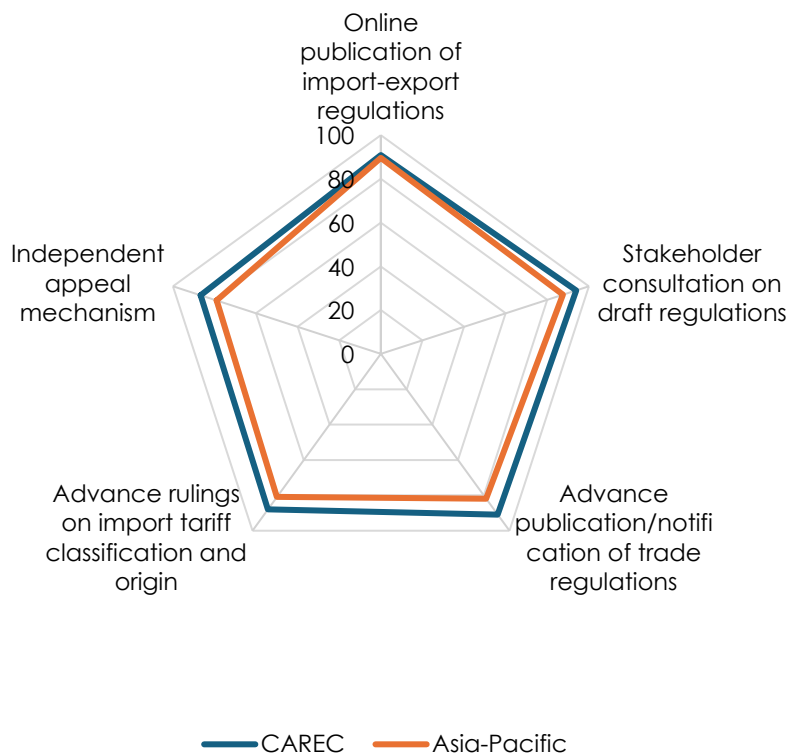 Online
publication of
import-export
regulations
100
80
60
40
20
0
Stakeholder
consultation on
draft regulations
Advance
publication/notifi
cation of trade
regulations
Advance rulings
on import tariff
classification and
origin
Independent
appeal
mechanism
CAREC
Asia-Pacific